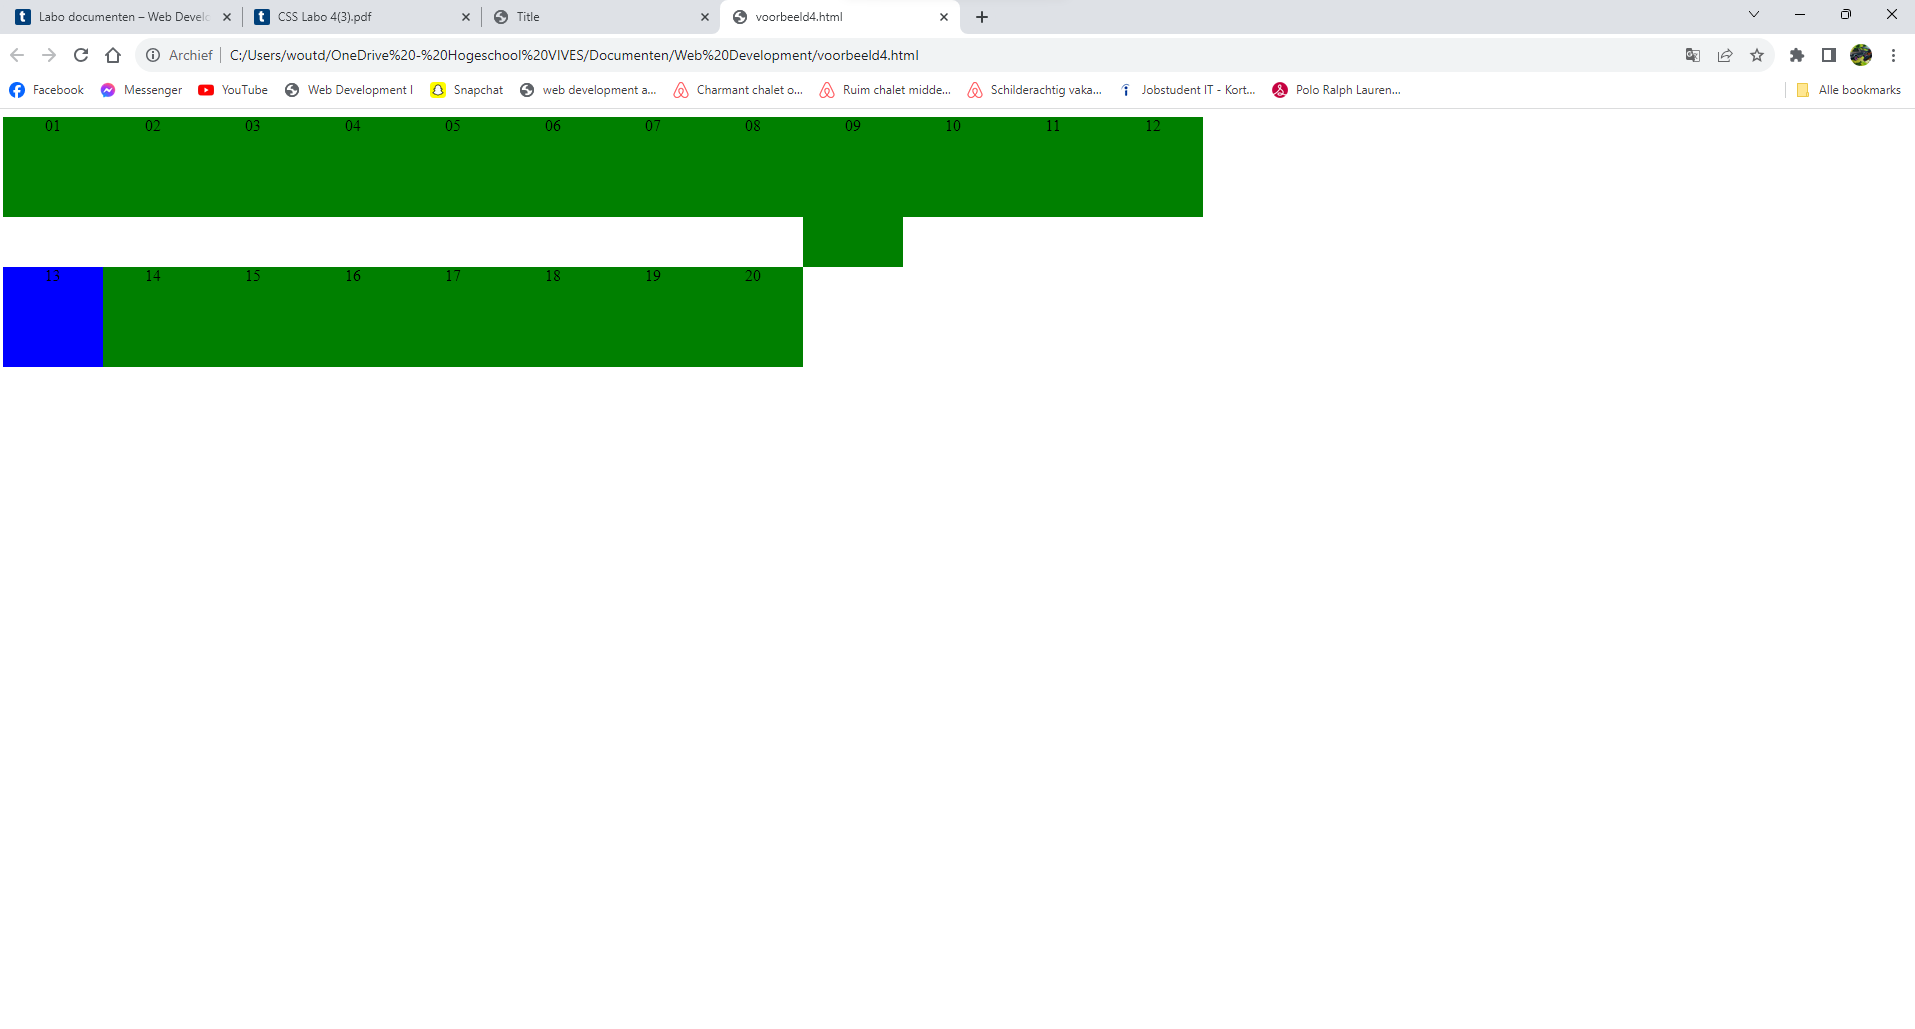 Labo documenten – Web Develo
CSS Labo 4(3).pdf
Title
voorbeeld4.html
Archief
C:/Users/woutd/OneDrive%20-%20Hogeschool%20VIVES/Documenten/Web%20Development/voorbeeld4.html
Facebook
Messenger
YouTube
Web Development I
Snapchat
web development a...
Charmant chalet o...
Ruim chalet midde...
Schilderachtig vaka...
Jobstudent IT - Kort...
Polo Ralph Lauren...
Alle bookmarks
01 02 03 04 05 06 07 08 09 10 11 12
13 14 15 16 17 18 19 20